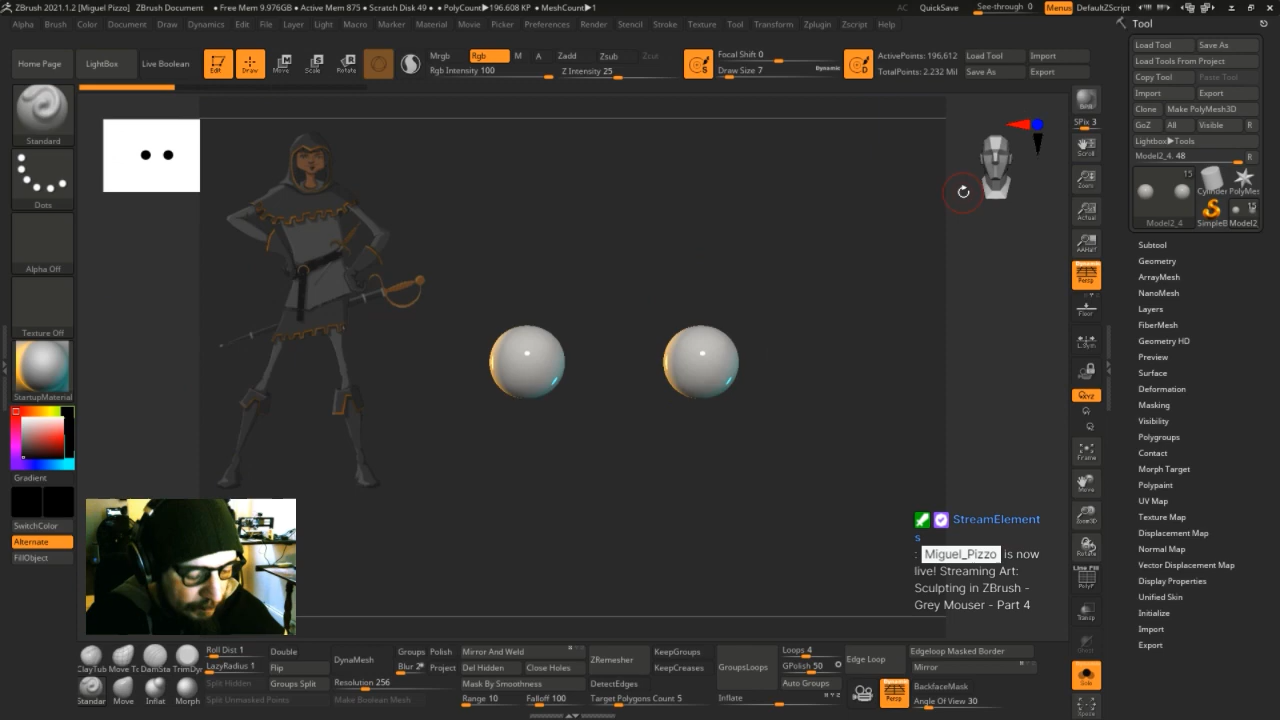 ZBrush 2021.1.2 [Miguel Pizzo] ZBrush Document • Free Mem 9.976GB • Active Mem 875 • Scratch Disk 49 • PolyCount▶196.608 KP • MeshCount▶1
AC QuickSave See-through 0 Menus DefaultZScript
Alpha Brush Color Document Draw Dynamics Edit File Layer Light Macro Marker Material Movie Picker Preferences Render Stencil Stroke Texture Tool Transform Zplugin Zscript Help
Tool
Home Page LightBox Live Boolean Edit Draw Move Scale Rotate
Mrgb Rgb M A Zadd Zsub Zcut
Rgb Intensity 100 Z Intensity 25
Focal Shift 0
Draw Size 7 Dynamic
ActivePoints: 196,612 Load Tool Import
TotalPoints: 2.232 Mil Save As Export
Load Tool Save As
Load Tools From Project
Copy Tool Paste Tool
Import Export
Clone Make PolyMesh3D
GoZ All Visible R
Lightbox▶Tools
Model2_4. 48 R
15
Cylinder PolyMes
15
Model2_4 SimpleB Model2_
Subtool
Geometry
ArrayMesh
NanoMesh
Layers
FiberMesh
Geometry HD
Preview
Surface
Deformation
Masking
Visibility
Polygroups
Contact
Morph Target
Polypaint
UV Map
Texture Map
Displacement Map
Normal Map
Vector Displacement Map
Display Properties
Unified Skin
Initialize
Import
Export
Standard
Dots
Alpha Off
Texture Off
StartupMaterial
Gradient
SwitchColor
Alternate
FillObject
BPR
SPix 3
Scroll
Zoom
Actual
AAHalf
Dynamic
Persp
Floor
L.Sym
Xyz
Frame
Move
Zoom3D
Rotate
Line Fill
PolyF
Transp
Ghost
Solo
Xpose
StreamElement
s
: Miguel_Pizzo is now
live! Streaming Art:
Sculpting in ZBrush -
Grey Mouser - Part 4
ClayTub Move To DamSta TrimDyr
Standar Move Inflat Morph
Roll Dist 1
LazyRadius 1
Split Hidden
Split Unmasked Points
Double
Flip
Groups Split
DynaMesh
Resolution 256
Groups Polish
Blur 2 Project
Make Boolean Mesh
Mirror And Weld
Del Hidden Close Holes
Mask By Smoothness
Range 10 Falloff 100
ZRemesher
DetectEdges
Target Polygons Count 5
KeepGroups
KeepCreases
GroupsLoops
Inflate
Loops 4
GPolish 50
Auto Groups
Edge Loop
Persp
Edgeloop Masked Border
Mirror
BackfaceMask
Angle Of View 30